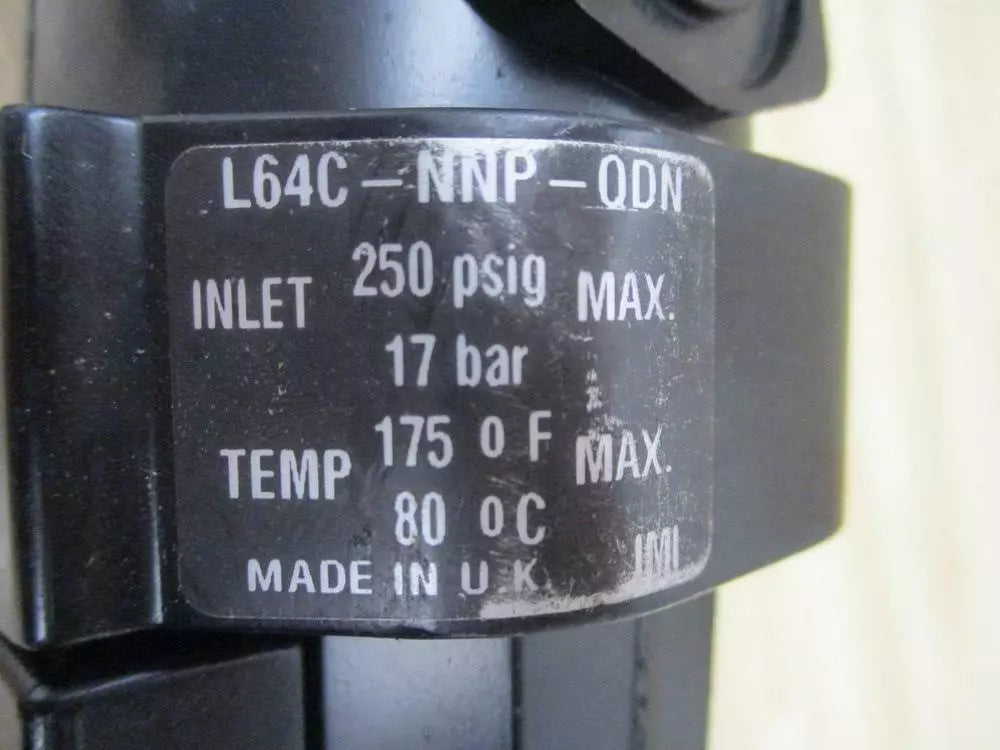 L64C - NNP - QDN
INLET 250 psig MAX.
17 bar
TEMP 175 o F MAX.
80 o C
MADE IN U K
IMI